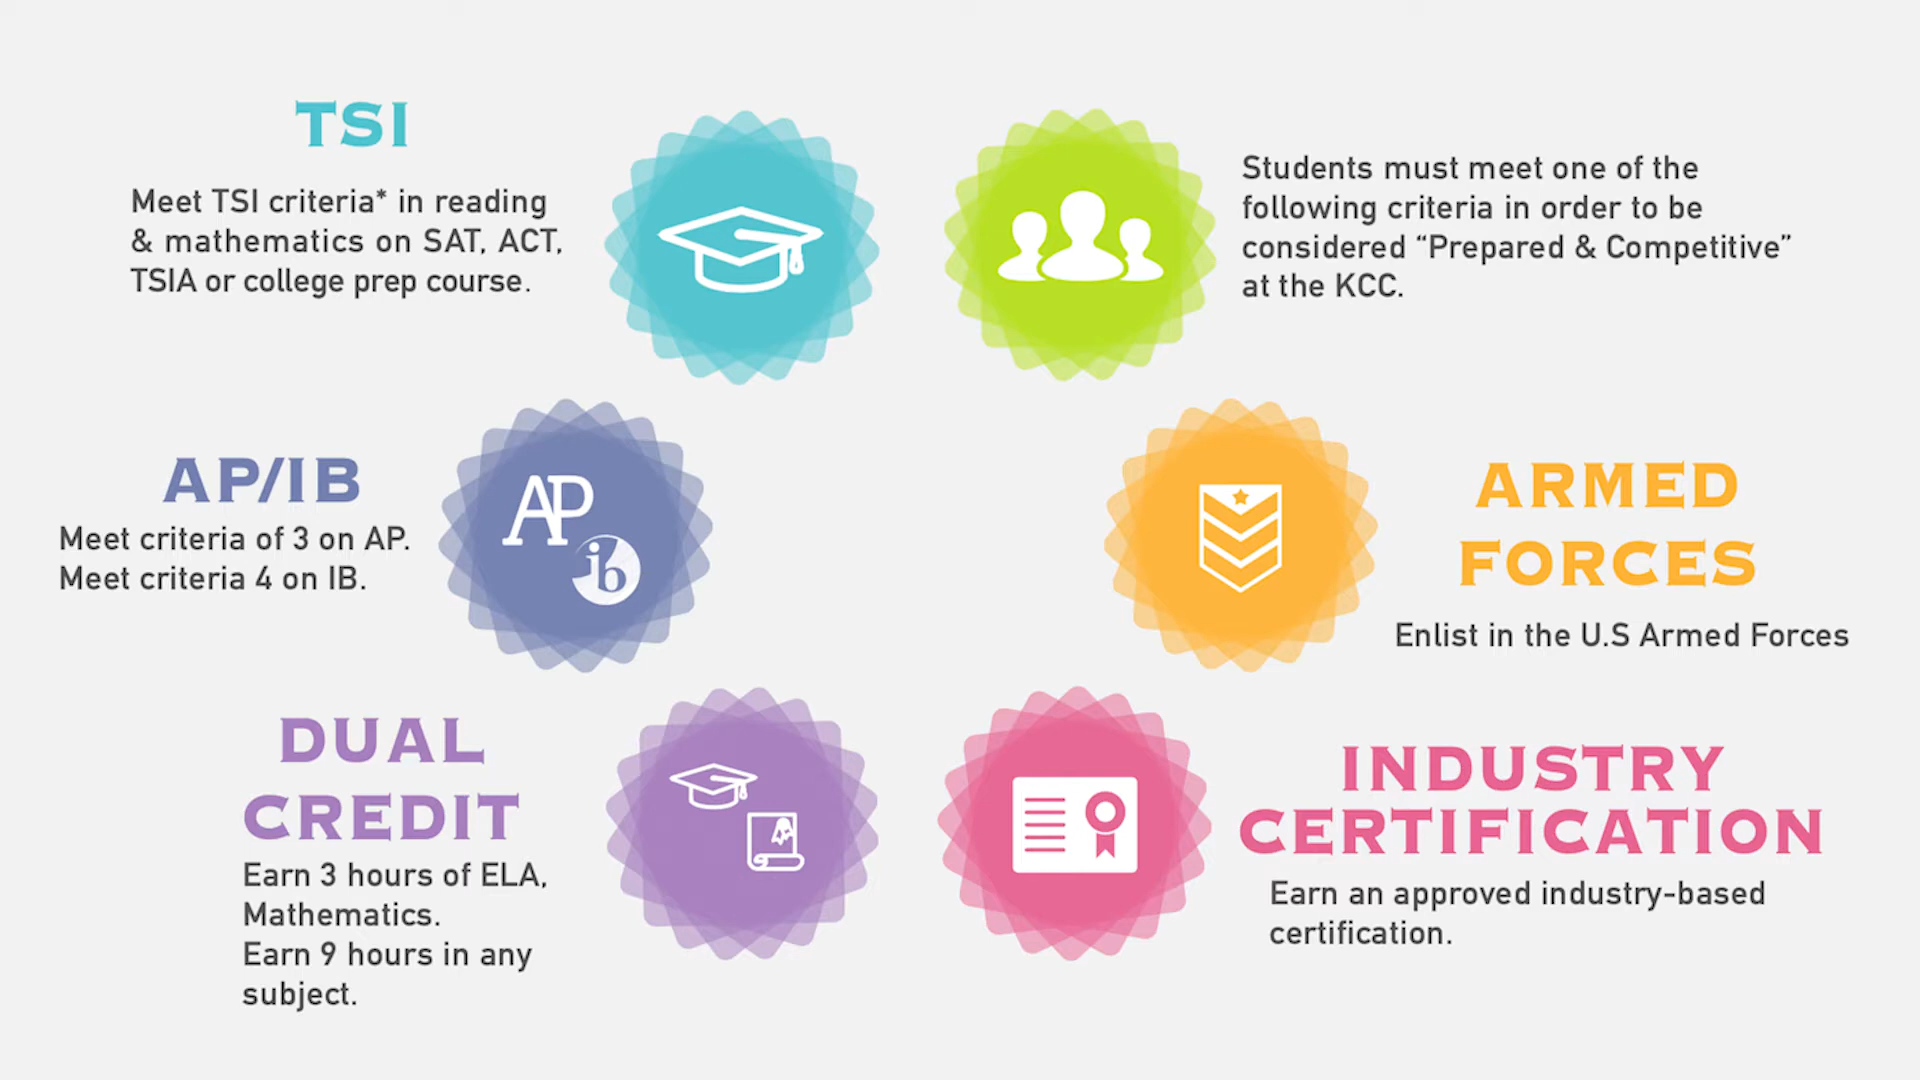 TSI
Meet TSI criteria* in reading
& mathematics on SAT, ACT,
TSIA or college prep course.
Students must meet one of the
following criteria in order to be
considered “Prepared & Competitive”
at the KCC.
AP/IB
Meet criteria of 3 on AP.
Meet criteria 4 on IB.
AP
ib
ARMED
FORCES
Enlist in the U.S Armed Forces
DUAL
CREDIT
Earn 3 hours of ELA,
Mathematics.
Earn 9 hours in any
subject.
INDUSTRY
CERTIFICATION
Earn an approved industry-based
certification.